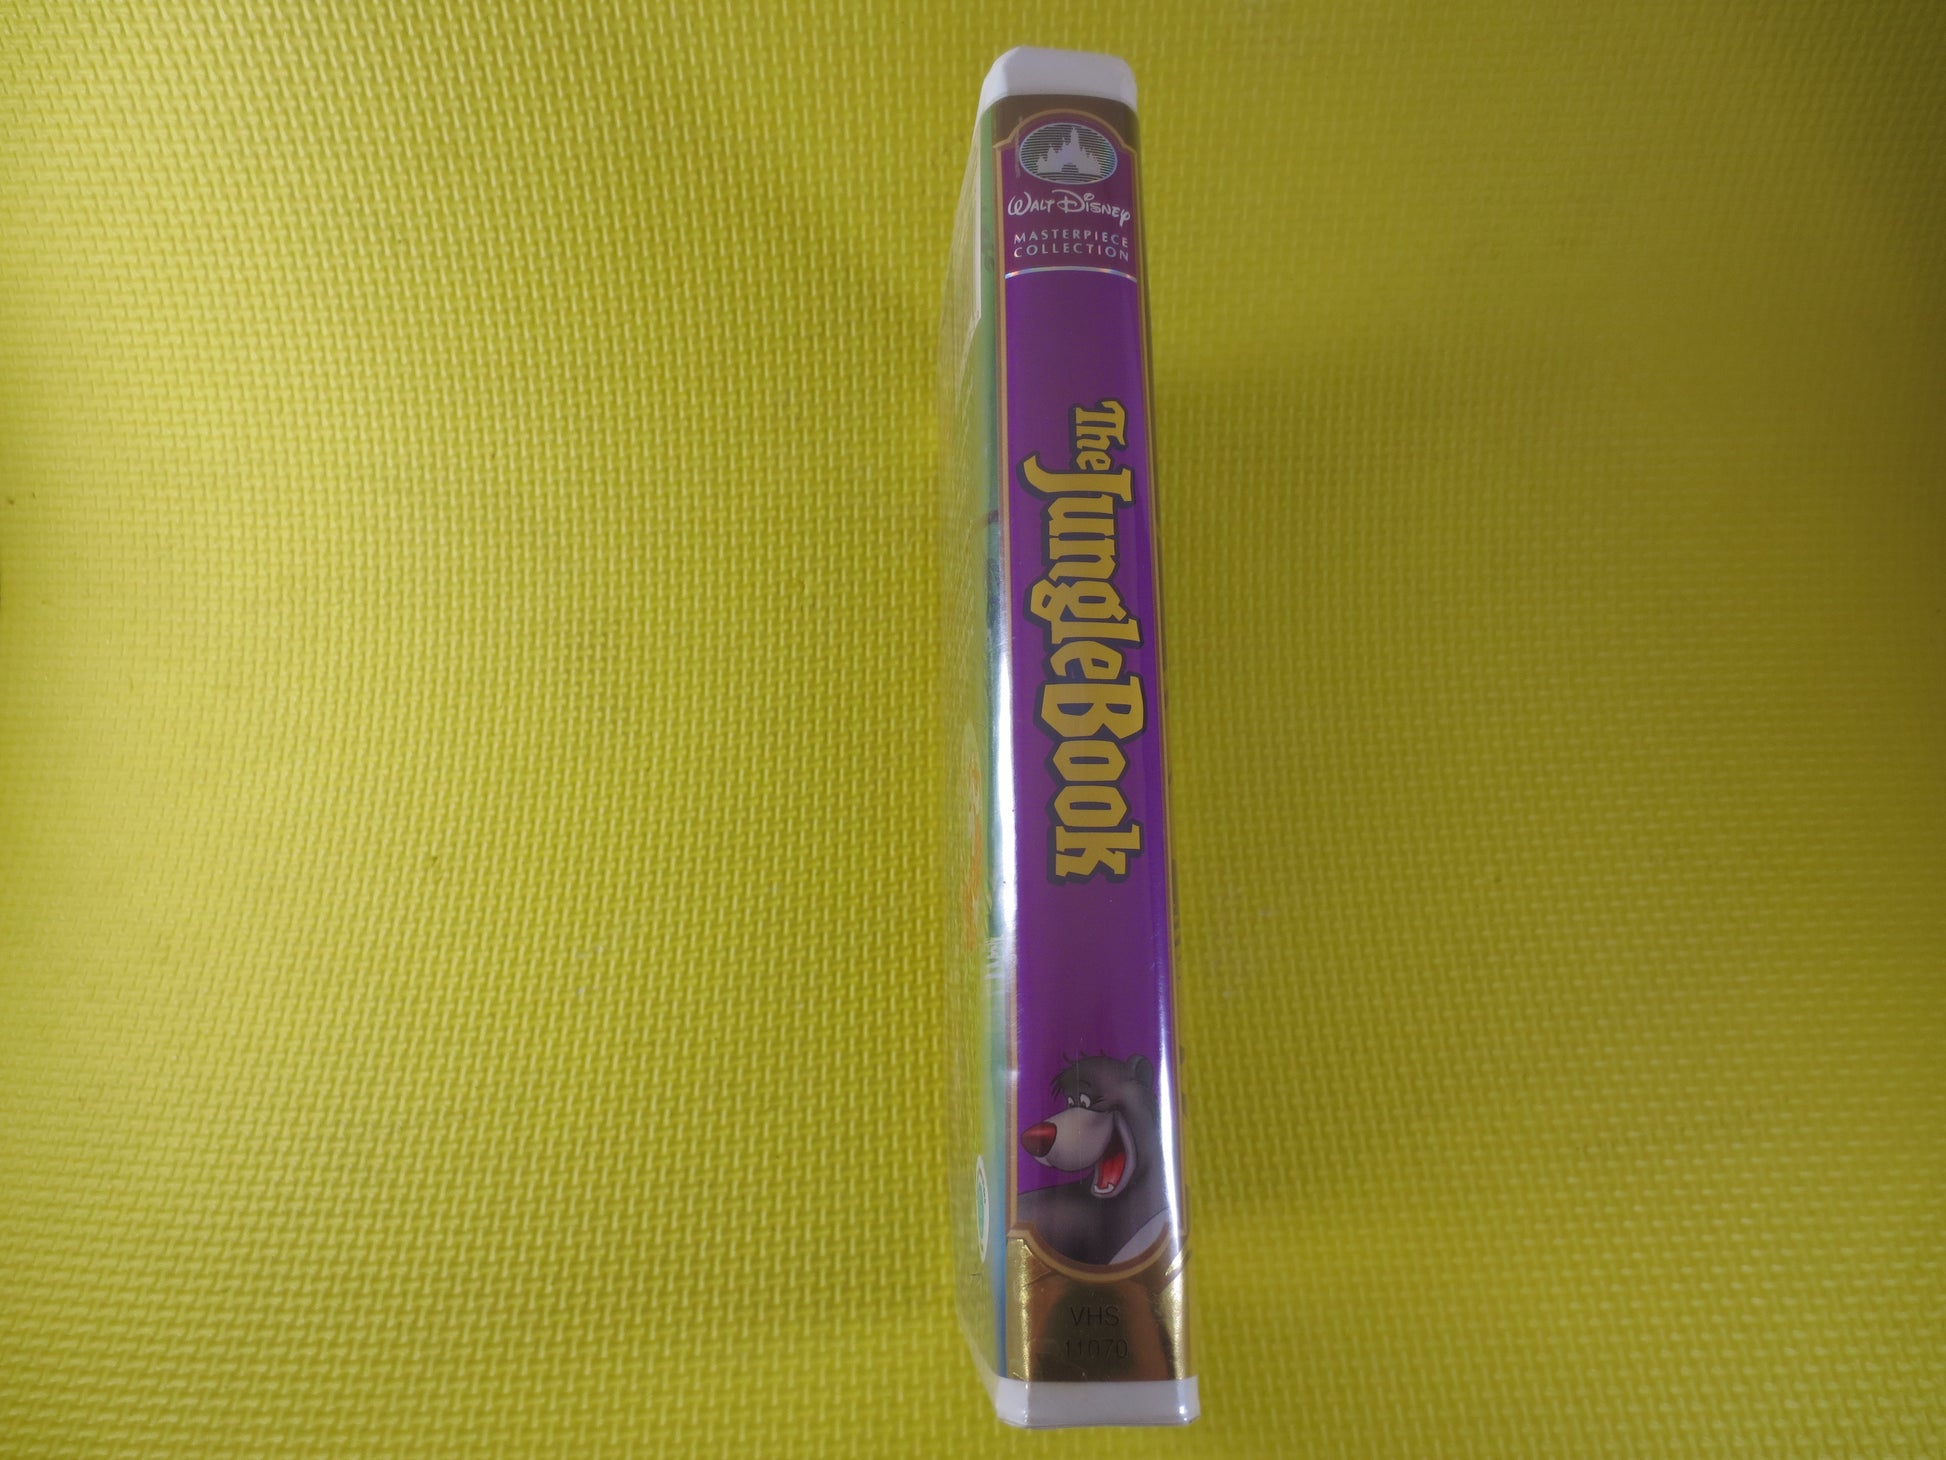 WALT DISNEY
MASTERPIECE
COLLECTION
The Jungle Book
VHS
11070